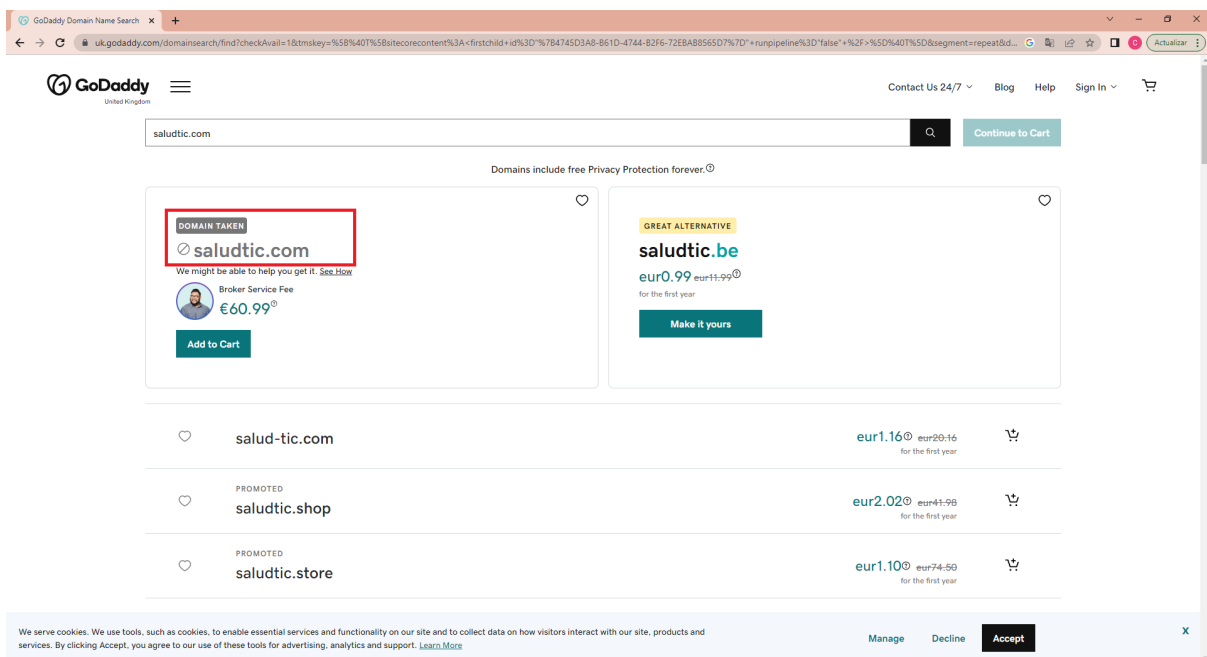 GoDaddy Domain Name Search
uk.godaddy.com/domainsearch/find?checkAvail=1&tmskey=%5B%40T%5Bsitecorecontent%3A<firstchild+id%3D"%7B4745D3A8-B61D-4744-B2F6-72EBAB8565D7%7D"+runpipeline%3D"false"+%2F>%5D%40T%5D&segment=repeat&d...
C
Actualizar
GoDaddy
United Kingdom
Contact Us 24/7
Blog
Help
Sign In
saludtic.com
Continue to Cart
Domains include free Privacy Protection forever.
DOMAIN TAKEN
saludtic.com
We might be able to help you get it. See How
Broker Service Fee
€60.99
Add to Cart
GREAT ALTERNATIVE
saludtic.be
eur0.99 eur11.99
for the first year
Make it yours
salud-tic.com
eur1.16 eur20.16
for the first year
PROMOTED
saludtic.shop
eur2.02 eur41.98
for the first year
PROMOTED
saludtic.store
eur1.10 eur74.50
for the first year
We serve cookies. We use tools, such as cookies, to enable essential services and functionality on our site and to collect data on how visitors interact with our site, products and
services. By clicking Accept, you agree to our use of these tools for advertising, analytics and support. Learn More
Manage
Decline
Accept
X